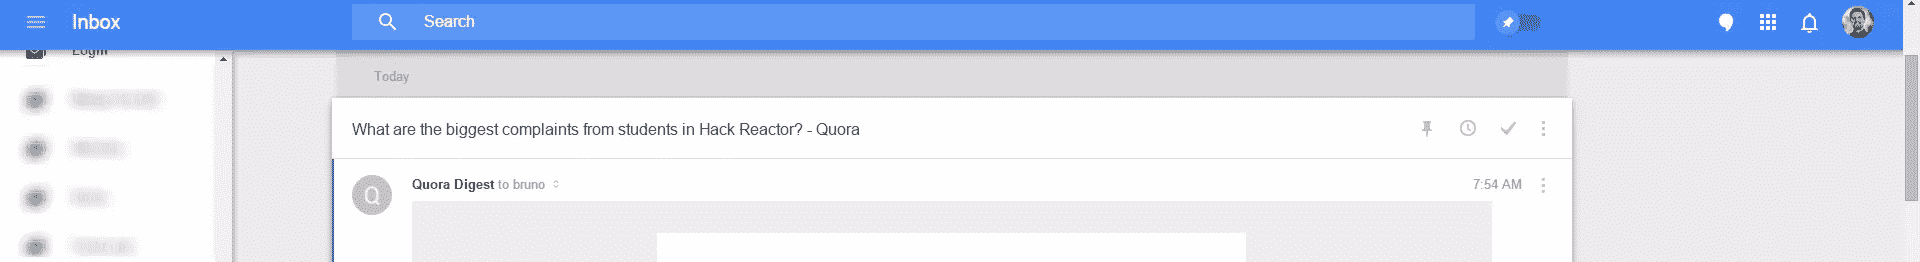 Inbox
Search
Login
Today
What are the biggest complaints from students in Hack Reactor? - Quora
Q
Quora Digest to bruno
7:54 AM